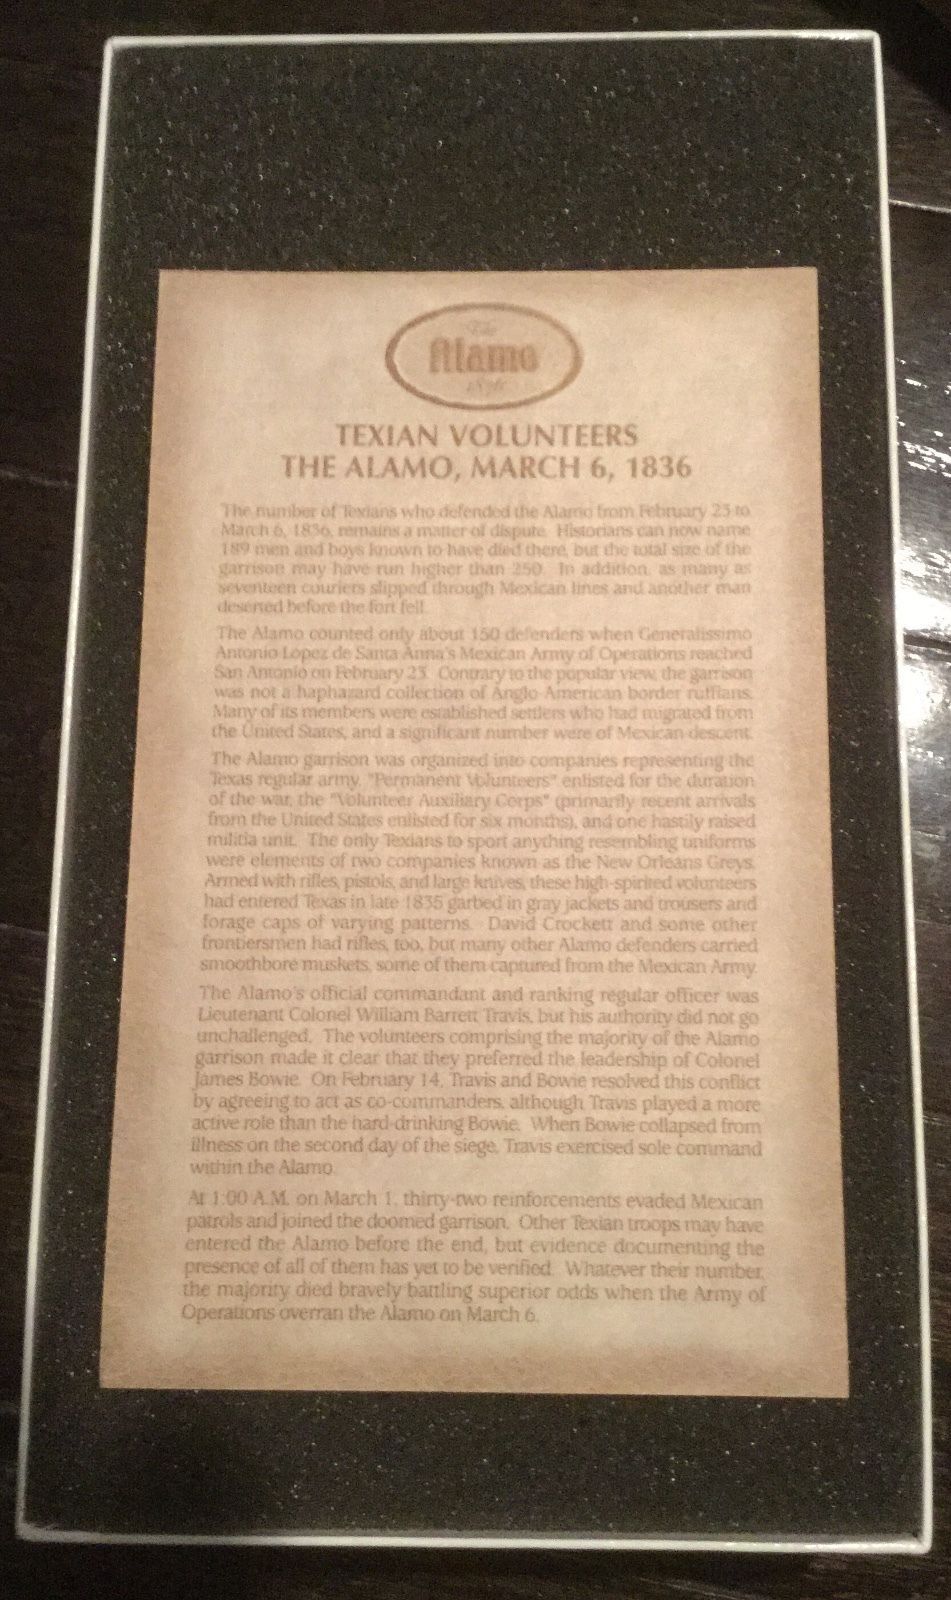 The
Alamo
1836
TEXIAN VOLUNTEERS
THE ALAMO, MARCH 6, 1836
The number of Texians who defended the Alamo from February 23 to
March 6, 1836, remains a matter of dispute. Historians can now name
189 men and boys known to have died there, but the total size of the
garrison may have run higher than 250. In addition, as many as
seventeen couriers slipped through Mexican lines and another man
deserted before the fort fell.
The Alamo counted only about 150 defenders when Generalissimo
Antonio Lopez de Santa Anna's Mexican Army of Operations reached
San Antonio on February 23. Contrary to the popular view, the garrison
was not a haphazard collection of Anglo-American border ruffians.
Many of its members were established settlers who had migrated from
the United States, and a significant number were of Mexican descent.
The Alamo garrison was organized into companies representing the
Texas regular army, "Permanent Volunteers" enlisted for the duration
of the war, the "Volunteer Auxiliary Corps" (primarily recent arrivals
from the United States enlisted for six months), and one hastily raised
militia unit. The only Texians to sport anything resembling uniforms
were elements of two companies known as the New Orleans Greys.
Armed with rifles, pistols, and large knives, these high-spirited volunteers
had entered Texas in late 1835 garbed in gray jackets and trousers and
forage caps of varying patterns. David Crockett and some other
frontiersmen had rifles, too, but many other Alamo defenders carried
smoothbore muskets, some of them captured from the Mexican Army.
The Alamo's official commandant and ranking regular officer was
Lieutenant Colonel William Barrett Travis, but his authority did not go
unchallenged. The volunteers comprising the majority of the Alamo
garrison made it clear that they preferred the leadership of Colonel
James Bowie. On February 14, Travis and Bowie resolved this conflict
by agreeing to act as co-commanders, although Travis played a more
active role than the hard-drinking Bowie. When Bowie collapsed from
illness on the second day of the siege, Travis exercised sole command
within the Alamo.
At 1:00 A.M. on March 1, thirty-two reinforcements evaded Mexican
patrols and joined the doomed garrison. Other Texian troops may have
entered the Alamo before the end, but evidence documenting the
presence of all of them has yet to be verified. Whatever their number,
the majority died bravely battling superior odds when the Army of
Operations overran the Alamo on March 6.